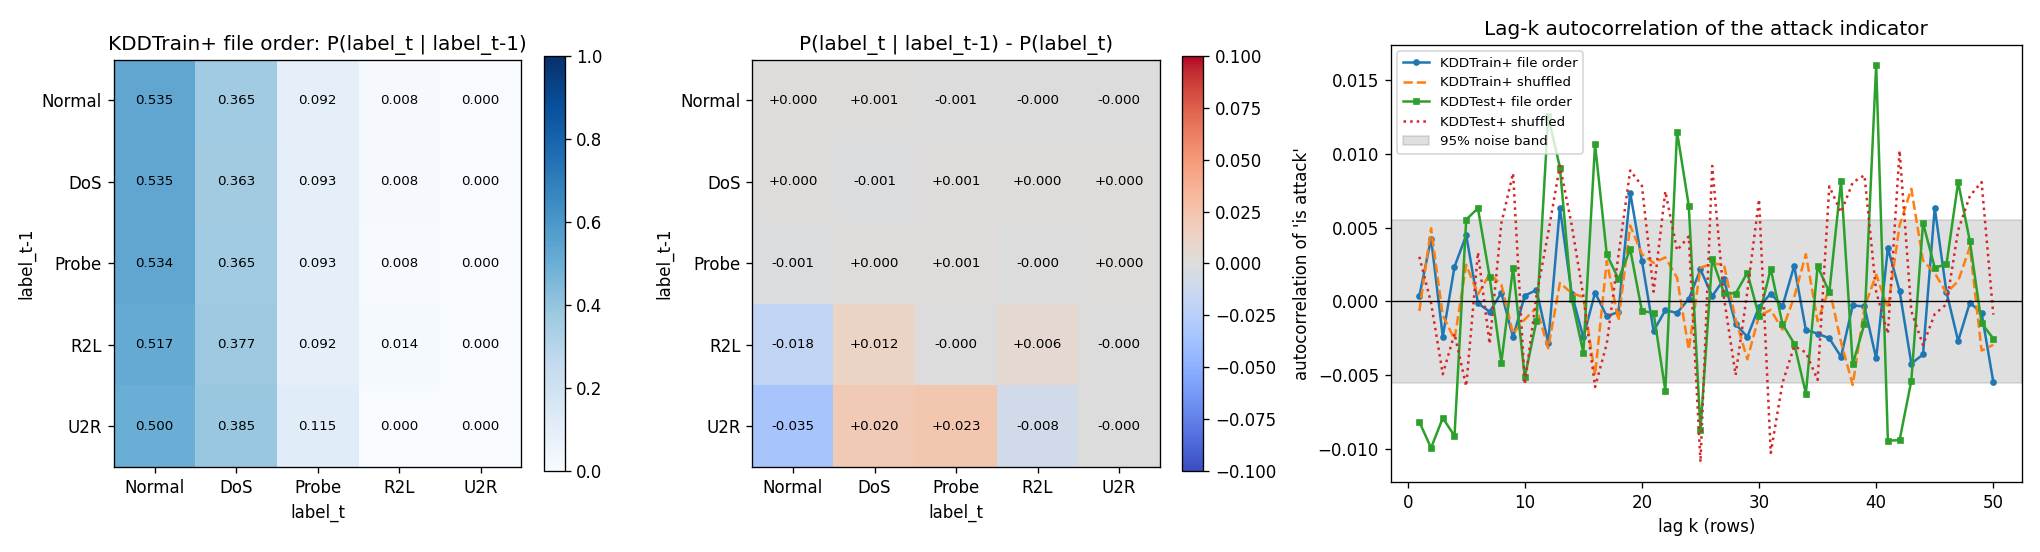 KDDTrain+ file order: P(label_t | label_t-1)
label_t-1
Normal 0.535 0.365 0.092 0.008 0.000
DoS 0.535 0.363 0.093 0.008 0.000
Probe 0.534 0.365 0.093 0.008 0.000
R2L 0.517 0.377 0.092 0.014 0.000
U2R 0.500 0.385 0.115 0.000 0.000
Normal DoS Probe R2L U2R
label_t
1.0
0.8
0.6
0.4
0.2
0.0
P(label_t | label_t-1) - P(label_t)
label_t-1
Normal +0.000 +0.001 -0.001 -0.000 -0.000
DoS +0.000 -0.001 +0.001 +0.000 +0.000
Probe -0.001 +0.000 +0.001 -0.000 +0.000
R2L -0.018 +0.012 -0.000 +0.006 -0.000
U2R -0.035 +0.020 +0.023 -0.008 -0.000
Normal DoS Probe R2L U2R
label_t
0.100
0.075
0.050
0.025
0.000
−0.025
−0.050
−0.075
−0.100
Lag-k autocorrelation of the attack indicator
autocorrelation of 'is attack'
0.015
0.010
0.005
0.000
−0.005
−0.010
KDDTrain+ file order
KDDTrain+ shuffled
KDDTest+ file order
KDDTest+ shuffled
95% noise band
0 10 20 30 40 50
lag k (rows)